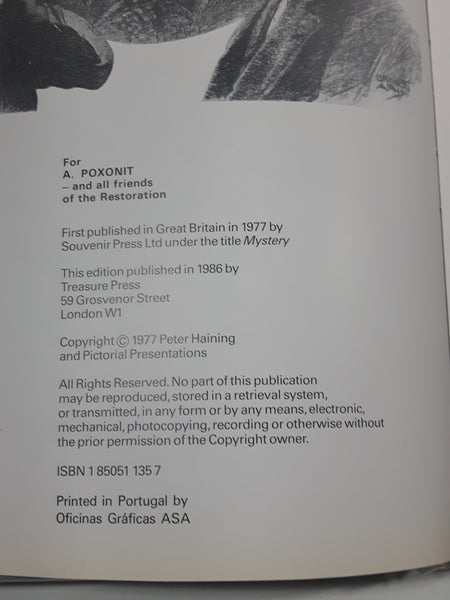 For
A. POXONIT
– and all friends
of the Restoration
First published in Great Britain in 1977 by
Souvenir Press Ltd under the title Mystery
This edition published in 1986 by
Treasure Press
59 Grosvenor Street
London W1
Copyright © 1977 Peter Haining
and Pictorial Presentations
All Rights Reserved. No part of this publication
may be reproduced, stored in a retrieval system,
or transmitted, in any form or by any means, electronic,
mechanical, photocopying, recording or otherwise without
the prior permission of the Copyright owner.
ISBN 1 85051 135 7
Printed in Portugal by
Oficinas Gráficas ASA